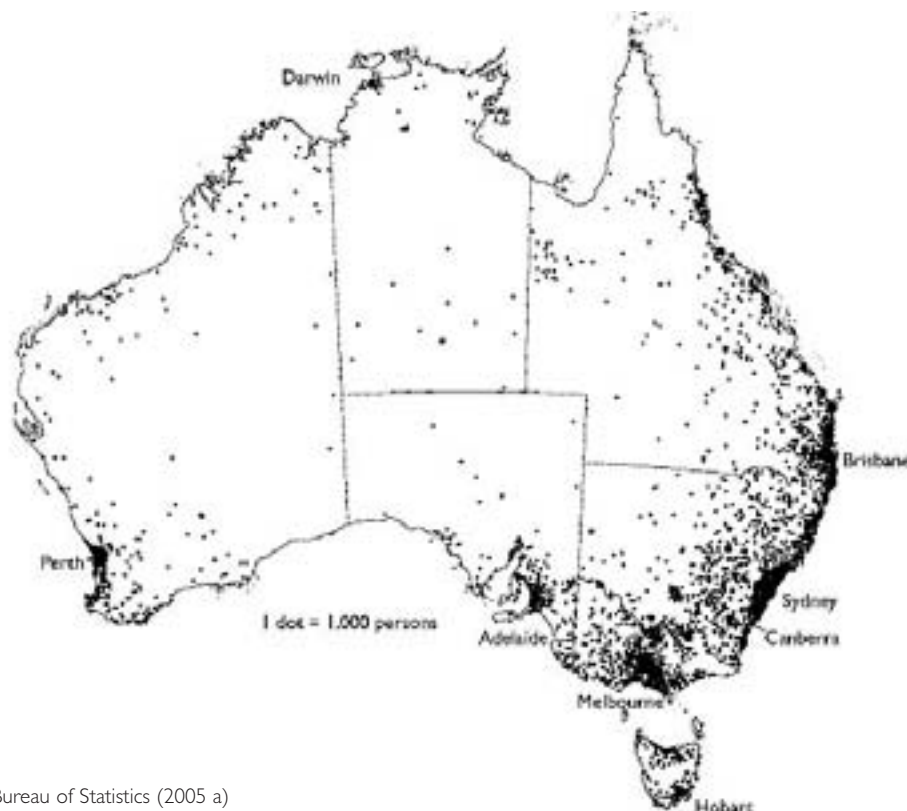 Darwin
Brisbane
Perth
Sydney
1 dot = 1,000 persons
Adelaide
Canberra
Melbourne
Bureau of Statistics (2005 a)
Hobart